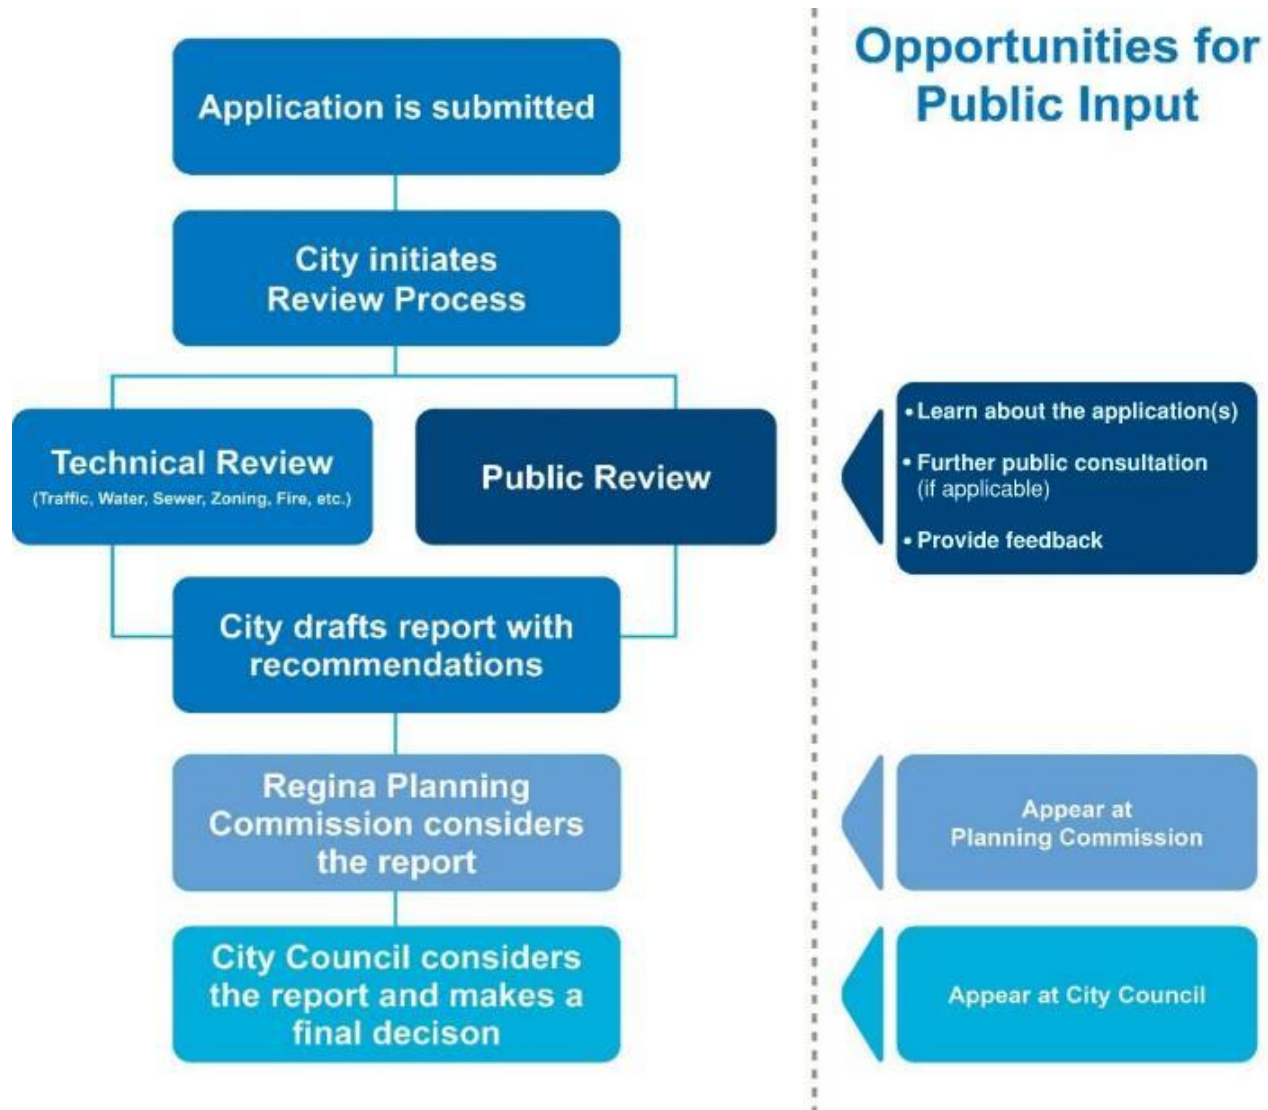 Opportunities for
Public Input
Application is submitted
City initiates
Review Process
Technical Review
(Traffic, Water, Sewer, Zoning, Fire, etc.)
Public Review
• Learn about the application(s)
• Further public consultation
(if applicable)
• Provide feedback
City drafts report with
recommendations
Regina Planning
Commission considers
the report
Appear at
Planning Commission
City Council considers
the report and makes a
final decison
Appear at City Council